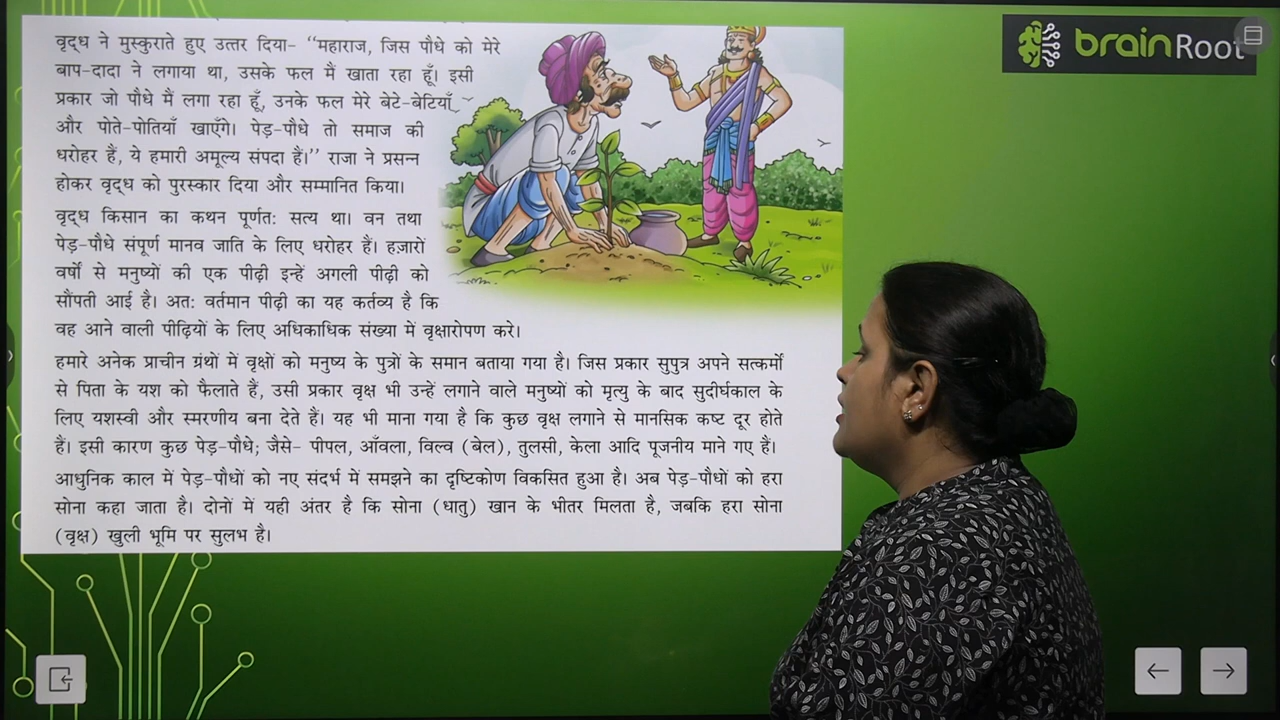 वृद्ध ने मुस्कुराते हुए उत्तर दिया- “महाराज, जिस पौधे को मेरे
बाप-दादा ने लगाया था, उसके फल मैं खाता रहा हूँ। इसी
प्रकार जो पौधे मैं लगा रहा हूँ, उनके फल मेरे बेटे-बेटियाँ
और पोते-पोतियाँ खाएँगे। पेड़-पौधे तो समाज की
धरोहर हैं, ये हमारी अमूल्य संपदा हैं।” राजा ने प्रसन्न
होकर वृद्ध को पुरस्कार दिया और सम्मानित किया।
वृद्ध किसान का कथन पूर्णत: सत्य था। वन तथा
पेड़-पौधे संपूर्ण मानव जाति के लिए धरोहर हैं। हज़ारों
वर्षों से मनुष्यों की एक पीढ़ी इन्हें अगली पीढ़ी को
सौंपती आई है। अत: वर्तमान पीढ़ी का यह कर्तव्य है कि
वह आने वाली पीढ़ियों के लिए अधिकाधिक संख्या में वृक्षारोपण करे।
हमारे अनेक प्राचीन ग्रंथों में वृक्षों को मनुष्य के पुत्रों के समान बताया गया है। जिस प्रकार सुपुत्र अपने सत्कर्मों
से पिता के यश को फैलाते हैं, उसी प्रकार वृक्ष भी उन्हें लगाने वाले मनुष्यों को मृत्यु के बाद सुदीर्घकाल के
लिए यशस्वी और स्मरणीय बना देते हैं। यह भी माना गया है कि कुछ वृक्ष लगाने से मानसिक कष्ट दूर होते
हैं। इसी कारण कुछ पेड़-पौधे; जैसे- पीपल, आँवला, विल्व (बेल), तुलसी, केला आदि पूजनीय माने गए हैं।
आधुनिक काल में पेड़-पौधों को नए संदर्भ में समझने का दृष्टिकोण विकसित हुआ है। अब पेड़-पौधों को हरा
सोना कहा जाता है। दोनों में यही अंतर है कि सोना (धातु) खान के भीतर मिलता है, जबकि हरा सोना
(वृक्ष) खुली भूमि पर सुलभ है।
brainRoot